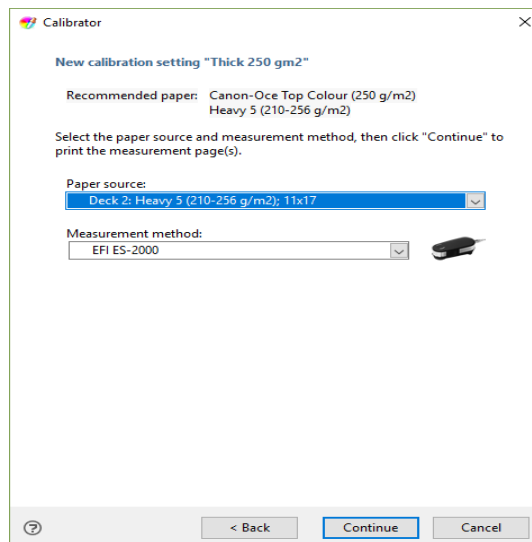 Calibrator
New calibration setting "Thick 250 gm2"
Recommended paper: Canon-Oce Top Colour (250 g/m2)
Heavy 5 (210-256 g/m2)
Select the paper source and measurement method, then click "Continue" to
print the measurement page(s).
Paper source:
Deck 2: Heavy 5 (210-256 g/m2); 11x17
Measurement method:
EFI ES-2000
< Back Continue Cancel